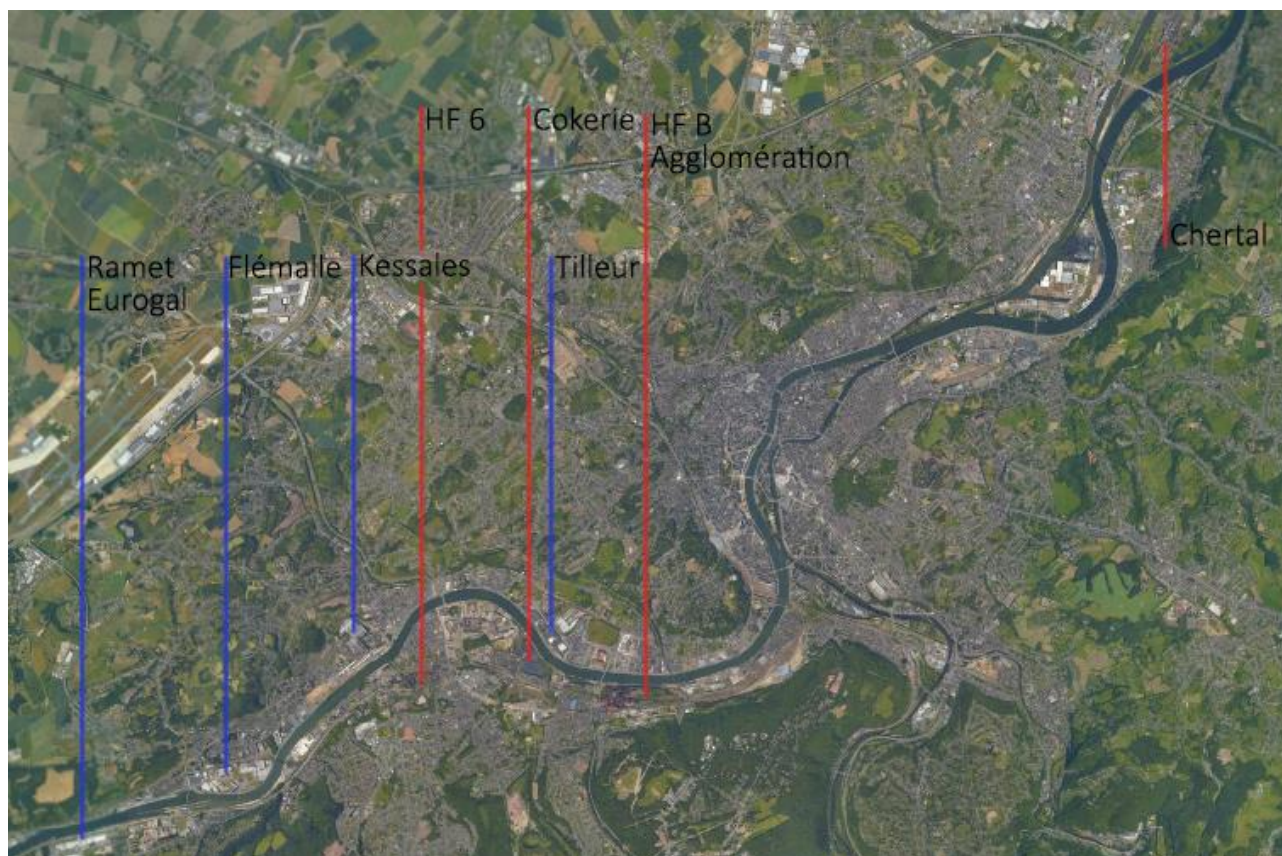 HF 6
Cokerie
HF B
Agglomération
Chertal
Ramet
Eurogal
Flémalle
Kessales
Tilleur